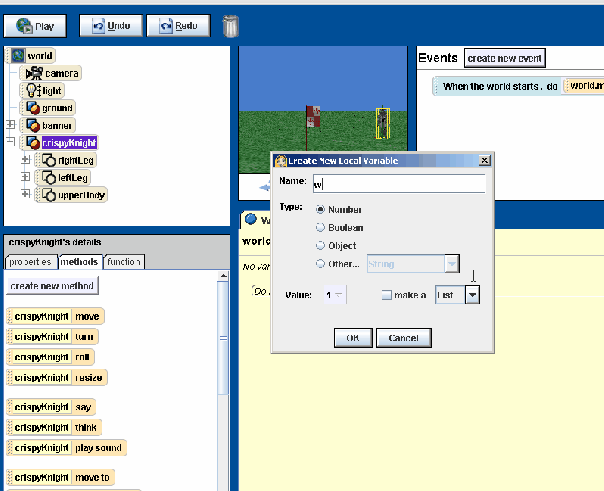 Play Undo Redo
world
camera
light
ground
banner
crispyKnight
rightLeg
leftLeg
upperBody
Events create new event
When the world starts, do world.m
Create New Local Variable
Name: w
Type: Number
Boolean
Object
Other... String
Value: 1 make a List
OK Cancel
W
world
No var
Do
crispyKnight's details
properties methods function
create new method
crispyKnight move
crispyKnight turn
crispyKnight roll
crispyKnight resize
crispyKnight say
crispyKnight think
crispyKnight play sound
crispyKnight move to